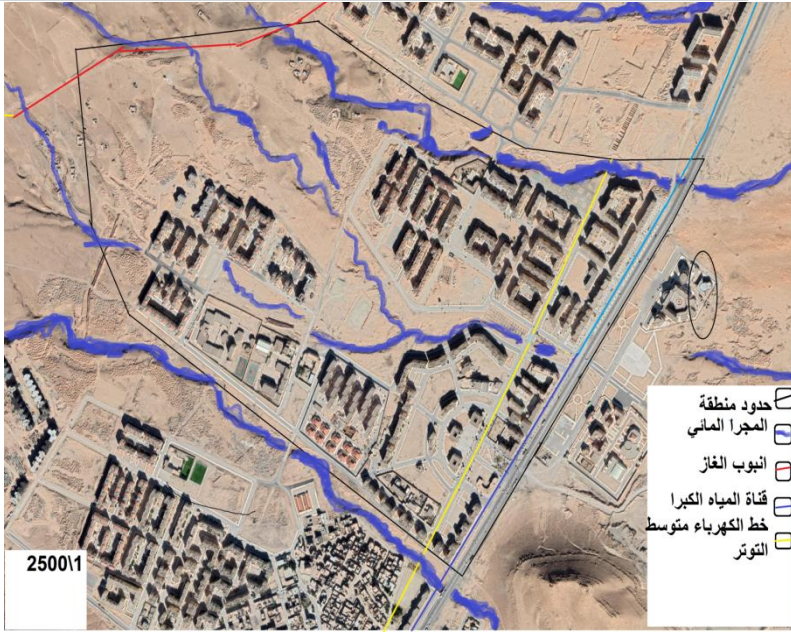 حدود منطقة
المجرا المائي
انبوب الغاز
قناة المياه الكبرا
خط الكهرباء متوسط
التوتر
2500\1